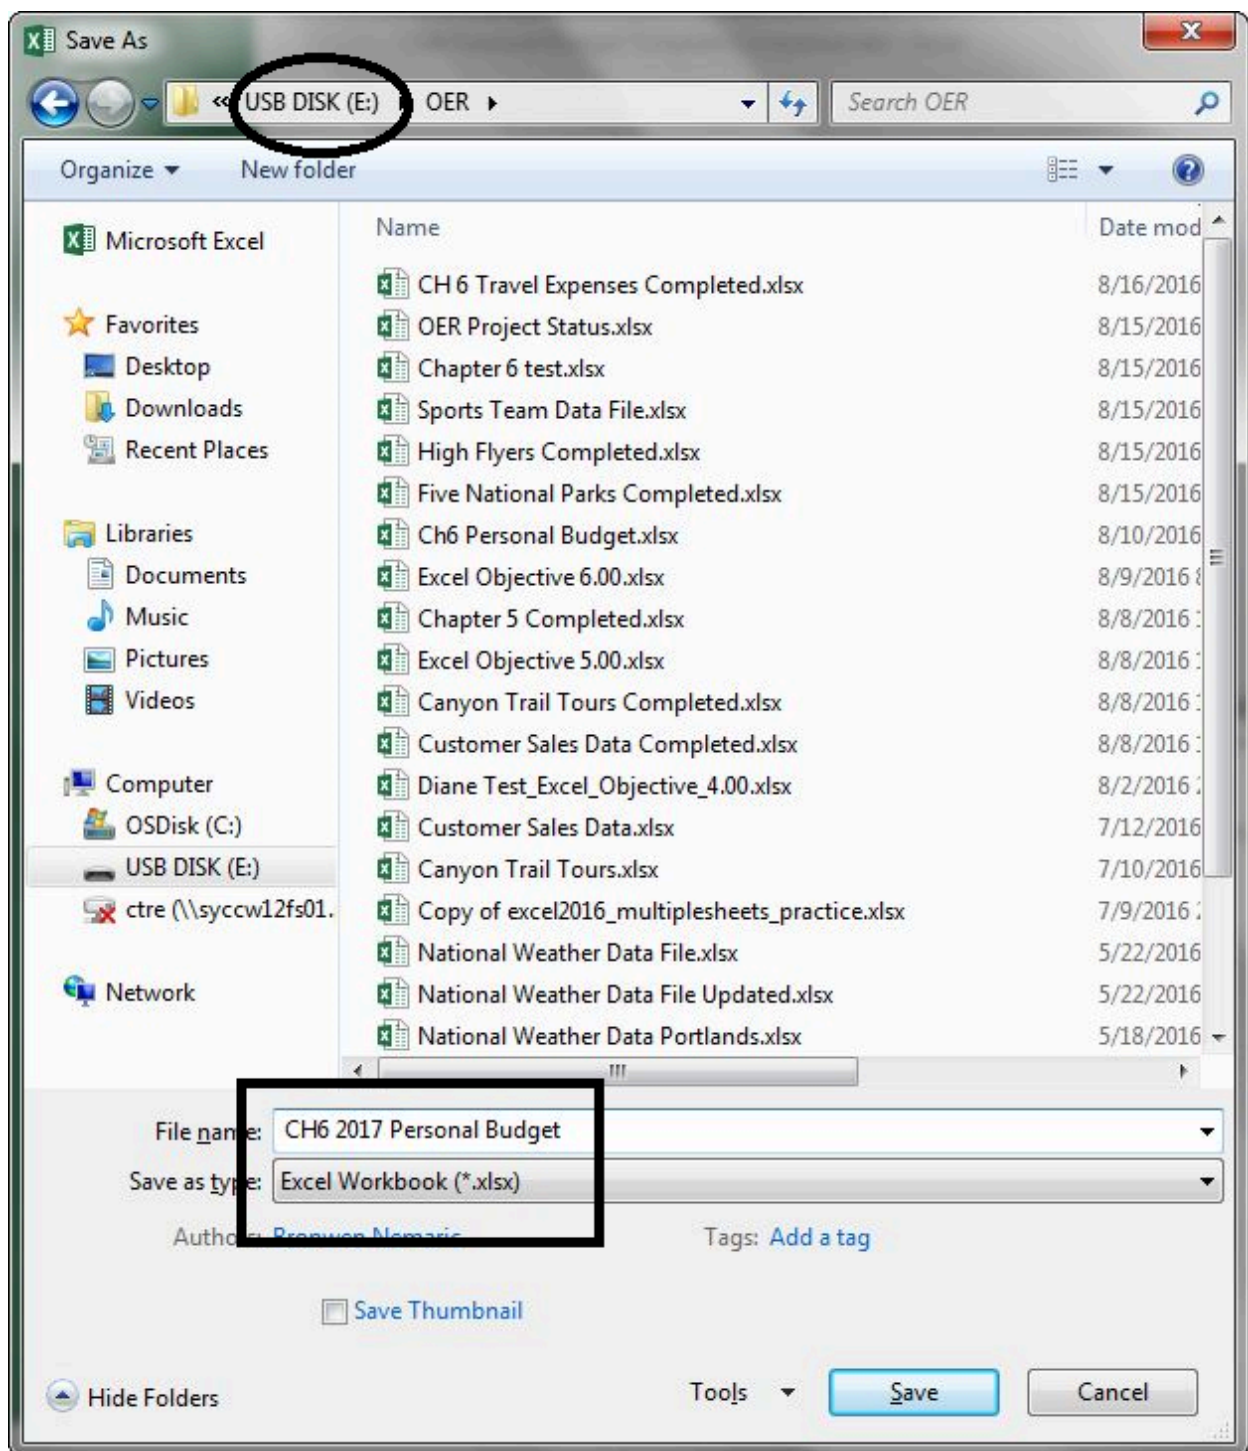 Save As
« USB DISK (E:) OER Search OER
Organize New folder
Microsoft Excel
Favorites
Desktop
Downloads
Recent Places
Libraries
Documents
Music
Pictures
Videos
Computer
OSDisk (C:)
USB DISK (E:)
ctre (\\syccw12fs01.
Network
Name Date mod
CH 6 Travel Expenses Completed.xlsx 8/16/2016
OER Project Status.xlsx 8/15/2016
Chapter 6 test.xlsx 8/15/2016
Sports Team Data File.xlsx 8/15/2016
High Flyers Completed.xlsx 8/15/2016
Five National Parks Completed.xlsx 8/15/2016
Ch6 Personal Budget.xlsx 8/10/2016
Excel Objective 6.00.xlsx 8/9/2016
Chapter 5 Completed.xlsx 8/8/2016
Excel Objective 5.00.xlsx 8/8/2016
Canyon Trail Tours Completed.xlsx 8/8/2016
Customer Sales Data Completed.xlsx 8/8/2016
Diane Test_Excel_Objective_4.00.xlsx 8/2/2016
Customer Sales Data.xlsx 7/12/2016
Canyon Trail Tours.xlsx 7/10/2016
Copy of excel2016_multiplesheets_practice.xlsx 7/9/2016
National Weather Data File.xlsx 5/22/2016
National Weather Data File Updated.xlsx 5/22/2016
National Weather Data Portlands.xlsx 5/18/2016
File name: CH6 2017 Personal Budget
Save as type: Excel Workbook (*.xlsx)
Authors: Tags: Add a tag
Save Thumbnail
Hide Folders Tools Save Cancel